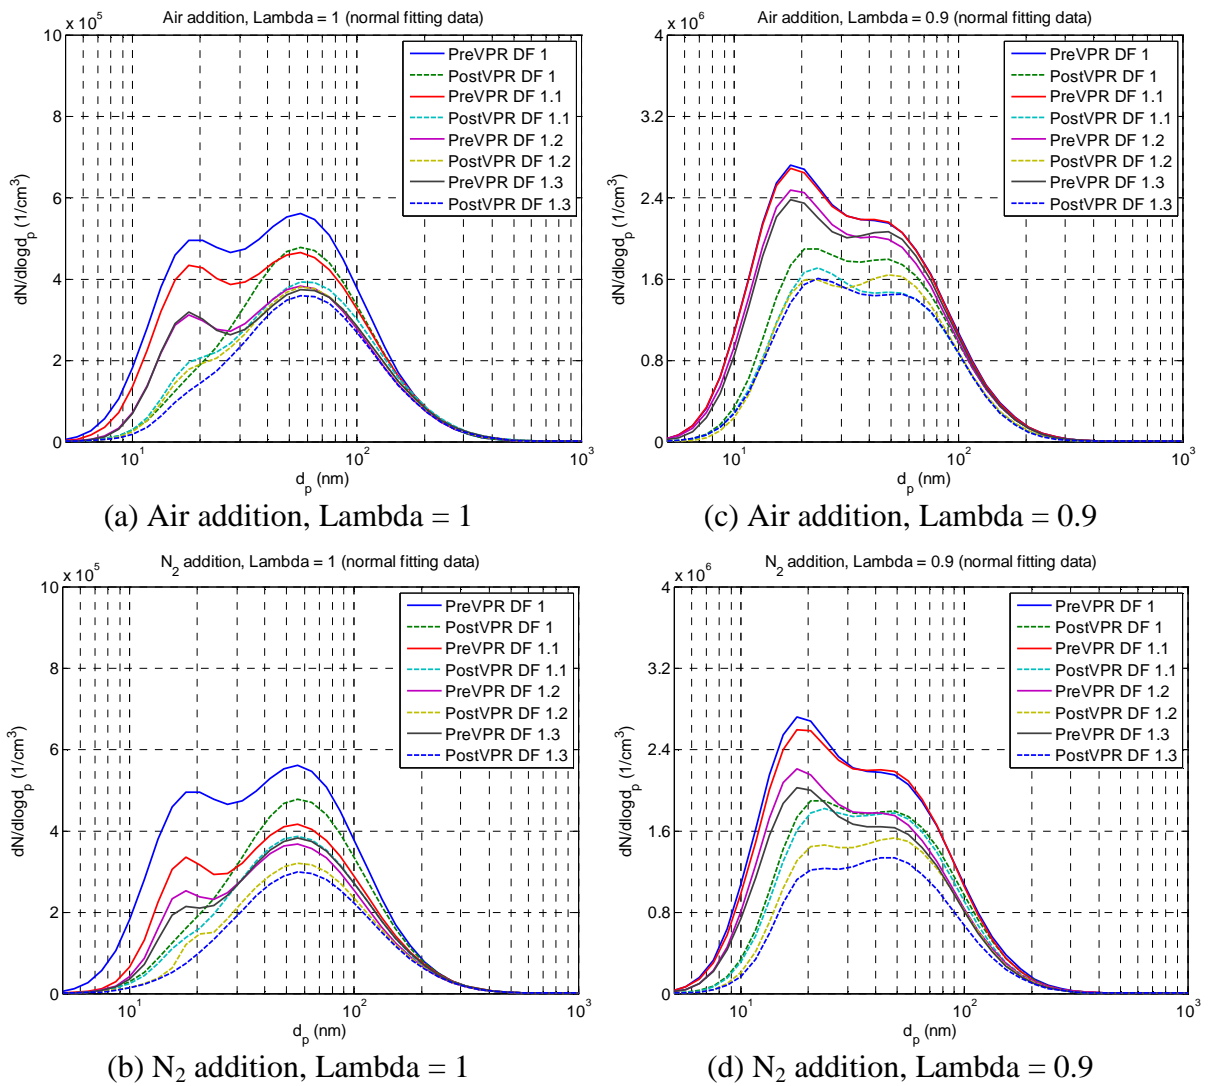 Air addition, Lambda = 1 (normal fitting data)
x 10^5
10
8
6
4
2
0
dN/dlogd_p (1/cm^3)
10^1
10^2
10^3
d_p (nm)
PreVPR DF 1
PostVPR DF 1
PreVPR DF 1.1
PostVPR DF 1.1
PreVPR DF 1.2
PostVPR DF 1.2
PreVPR DF 1.3
PostVPR DF 1.3
(a) Air addition, Lambda = 1
Air addition, Lambda = 0.9 (normal fitting data)
x 10^6
4
3.2
2.4
1.6
0.8
0
dN/dlogd_p (1/cm^3)
10^1
10^2
10^3
d_p (nm)
PreVPR DF 1
PostVPR DF 1
PreVPR DF 1.1
PostVPR DF 1.1
PreVPR DF 1.2
PostVPR DF 1.2
PreVPR DF 1.3
PostVPR DF 1.3
(c) Air addition, Lambda = 0.9
N_2 addition, Lambda = 1 (normal fitting data)
x 10^5
10
8
6
4
2
0
dN/dlogd_p (1/cm^3)
10^1
10^2
10^3
d_p (nm)
PreVPR DF 1
PostVPR DF 1
PreVPR DF 1.1
PostVPR DF 1.1
PreVPR DF 1.2
PostVPR DF 1.2
PreVPR DF 1.3
PostVPR DF 1.3
(b) N₂ addition, Lambda = 1
N_2 addition, Lambda = 0.9 (normal fitting data)
x 10^6
4
3.2
2.4
1.6
0.8
0
dN/dlogd_p (1/cm^3)
10^1
10^2
10^3
d_p (nm)
PreVPR DF 1
PostVPR DF 1
PreVPR DF 1.1
PostVPR DF 1.1
PreVPR DF 1.2
PostVPR DF 1.2
PreVPR DF 1.3
PostVPR DF 1.3
(d) N₂ addition, Lambda = 0.9